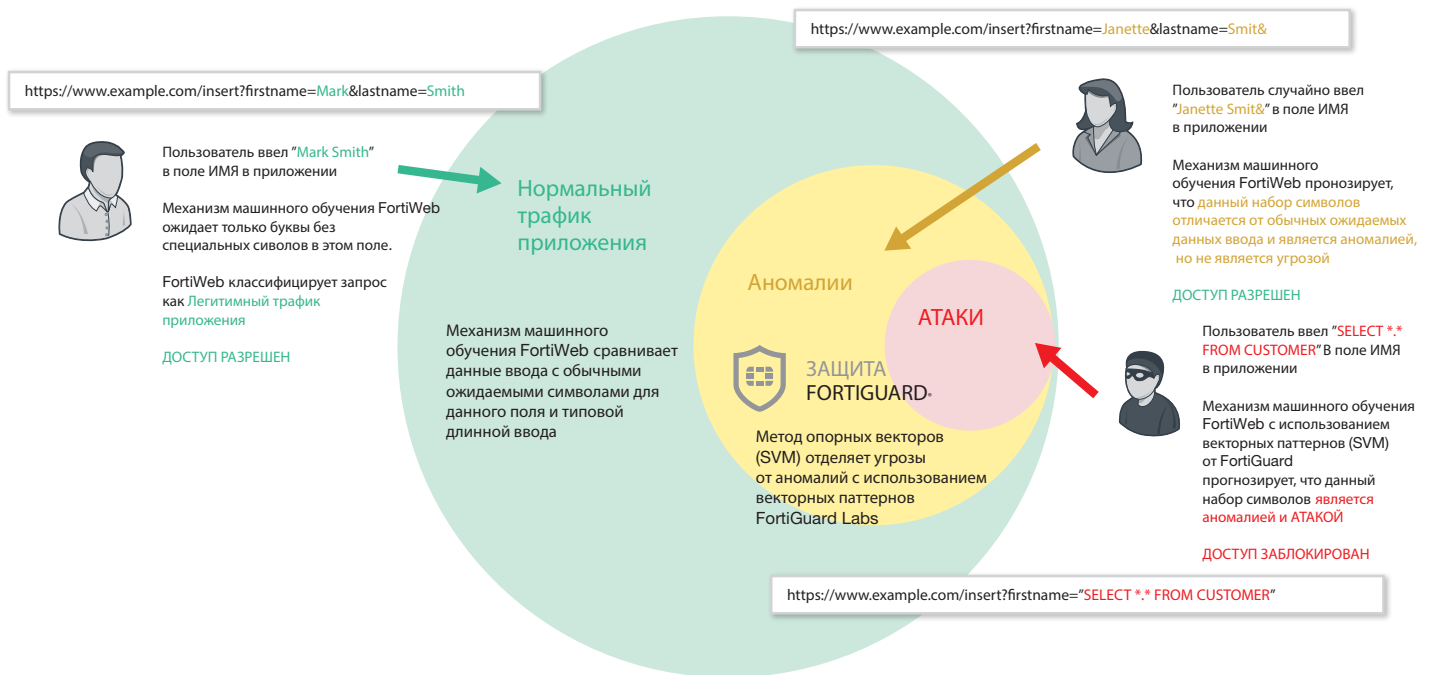 https://www.example.com/insert?firstname=Janette&lastname=Smit&
https://www.example.com/insert?firstname=Mark&lastname=Smith
Пользователь ввел "Mark Smith"
в поле ИМЯ в приложении
Механизм машинного обучения FortiWeb
ожидает только буквы без
специальных сиволов в этом поле.
FortiWeb классифицирует запрос
как Легитимный трафик
приложения
ДОСТУП РАЗРЕШЕН
Нормальный
трафик
приложения
Механизм машинного
обучения FortiWeb сравнивает
данные ввода с обычными
ожидаемыми символами для
данного поля и типовой
длинной ввода
Аномалии
АТАКИ
ЗАЩИТА
FORTIGUARD
Метод опорных векторов
(SVM) отделяет угрозы
от аномалий с использованием
векторных паттернов
FortiGuard Labs
Пользователь случайно ввел
"Janette Smit&" в поле ИМЯ
в приложении
Механизм машинного
обучения FortiWeb пронозирует,
что данный набор символов
отличается от обычных ожидаемых
данных ввода и является аномалией,
но не является угрозой
ДОСТУП РАЗРЕШЕН
Пользователь ввел "SELECT *.*
FROM CUSTOMER" В поле ИМЯ
в приложении
Механизм машинного обучения
FortiWeb с использованием
векторных паттернов (SVM)
от FortiGuard
прогнозирует, что данный
набор символов является
аномалией и АТАКОЙ
ДОСТУП ЗАБЛОКИРОВАН
https://www.example.com/insert?firstname="SELECT *.* FROM CUSTOMER"